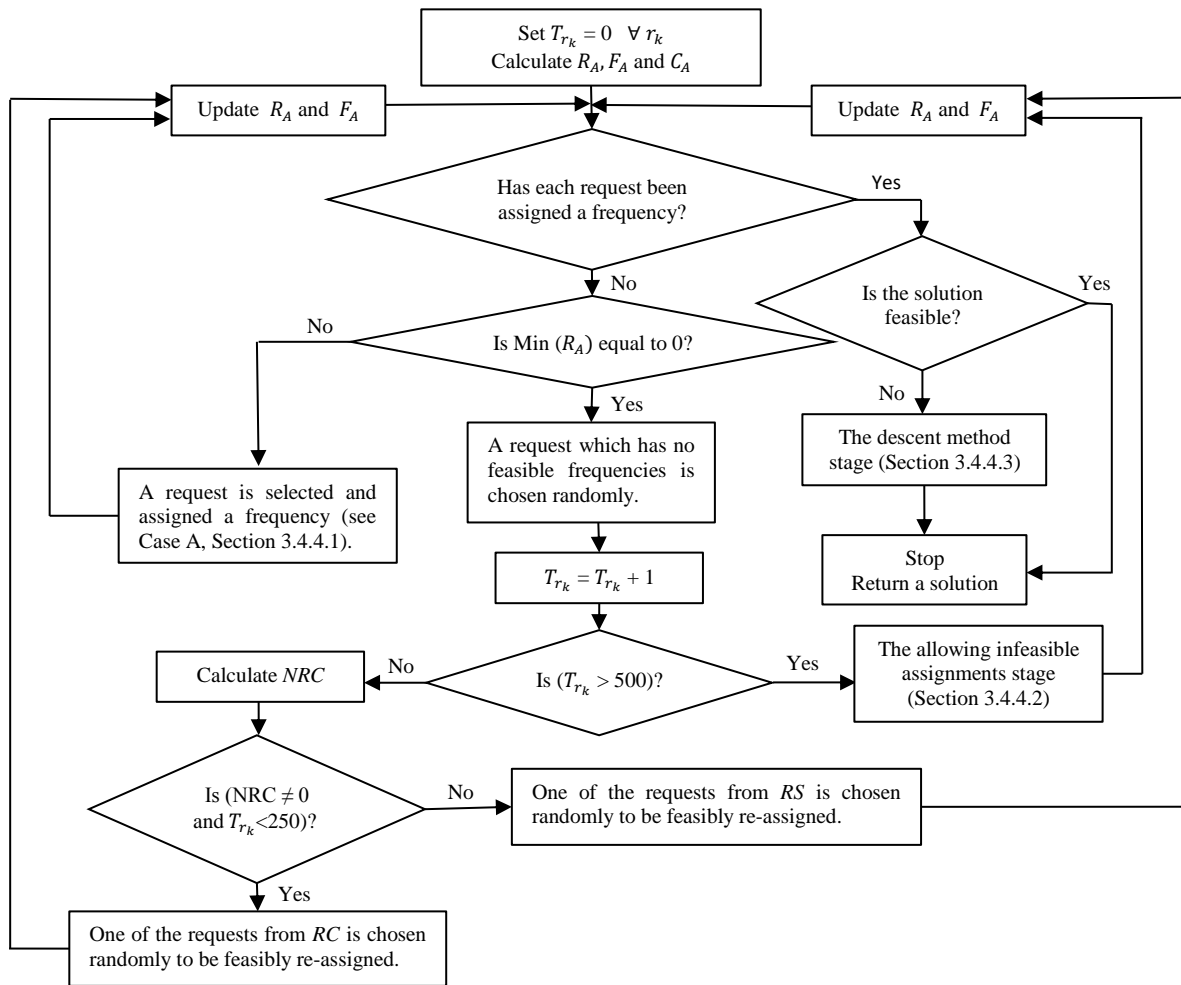 Set T_{r_k} = 0 ∀ r_k
Calculate R_A, F_A and C_A
Update R_A and F_A
Update R_A and F_A
Has each request been
assigned a frequency?
Yes
No
Is the solution
feasible?
Yes
No
Is Min (R_A) equal to 0?
No
Yes
The descent method
stage (Section 3.4.4.3)
A request which has no
feasible frequencies is
chosen randomly.
A request is selected and
assigned a frequency (see
Case A, Section 3.4.4.1).
Stop
Return a solution
T_{r_k} = T_{r_k} + 1
Is (T_{r_k} > 500)?
No
Yes
Calculate NRC
The allowing infeasible
assignments stage
(Section 3.4.4.2)
Is (NRC ≠ 0
and T_{r_k}<250)?
No
One of the requests from RS is chosen
randomly to be feasibly re-assigned.
Yes
One of the requests from RC is chosen
randomly to be feasibly re-assigned.